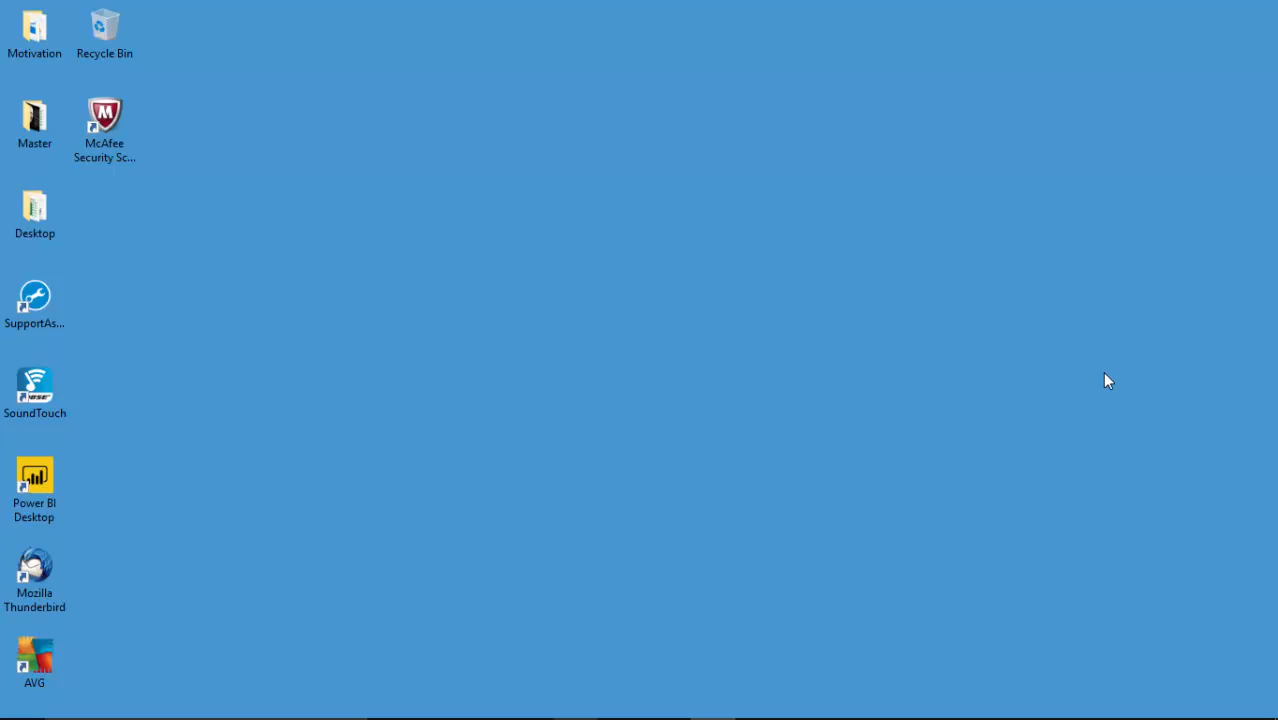 Motivation
Recycle Bin
Master
McAfee
Security Sc...
Desktop
SupportAs...
SoundTouch
Power BI
Desktop
Mozilla
Thunderbird
AVG